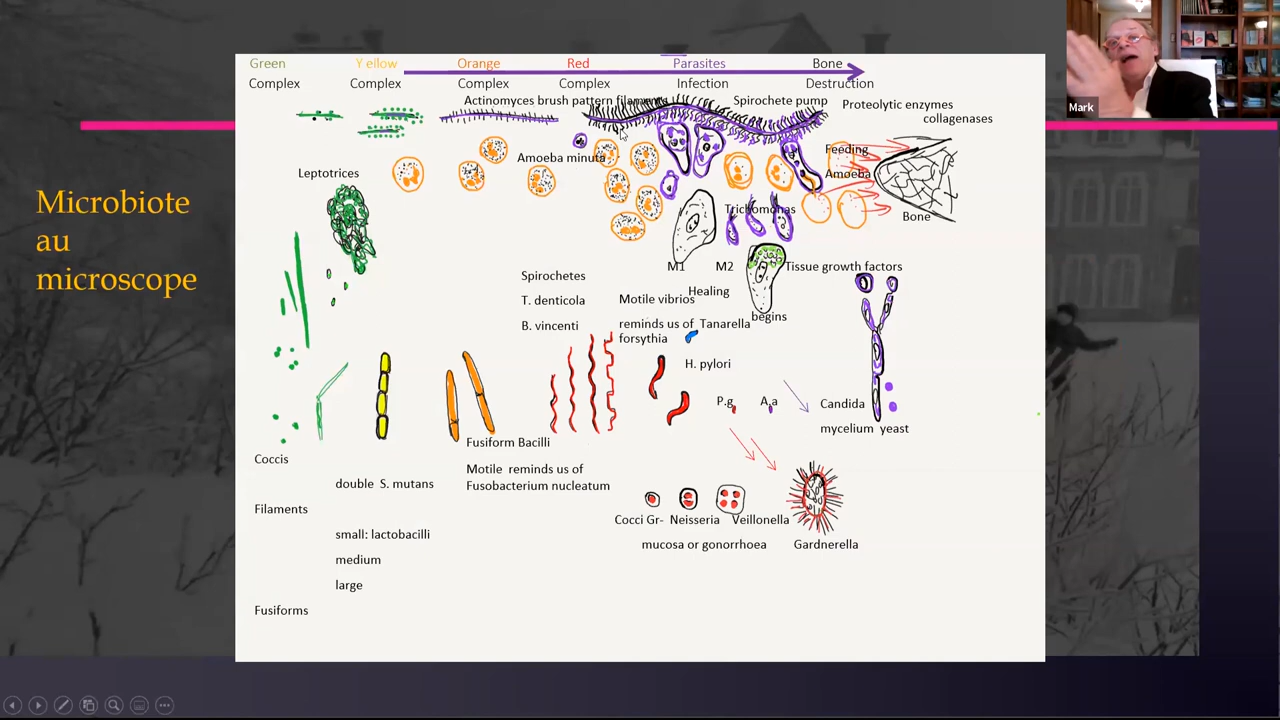 Mark
Microbiote
au
microscope
Green Y eilow Orange Red Parasites Bone
Complex Complex Complex Complex Infection Destruction
Actinomyces brush pattern filaments Spirochete pump Proteolytic enzymes
collagenases
Leptotrices Amoeba minuta Feeding
Amoeba
Bone
Trichomonas
M1 M2 Tissue growth factors
Healing
begins
Spirochetes
T. denticola
B. vincenti
Motile vibrios
reminds us of Tanarella
forsythia
H. pylori
P.g A.a
Candida
mycelium yeast
Coccis
Fusiform Bacilli
Motile reminds us of
Fusobacterium nucleatum
double S. mutans
Filaments
small: lactobacilli
medium
large
Fusiforms
Cocci Gr- Neisseria Veillonella
mucosa or gonorrhoea Gardnerella